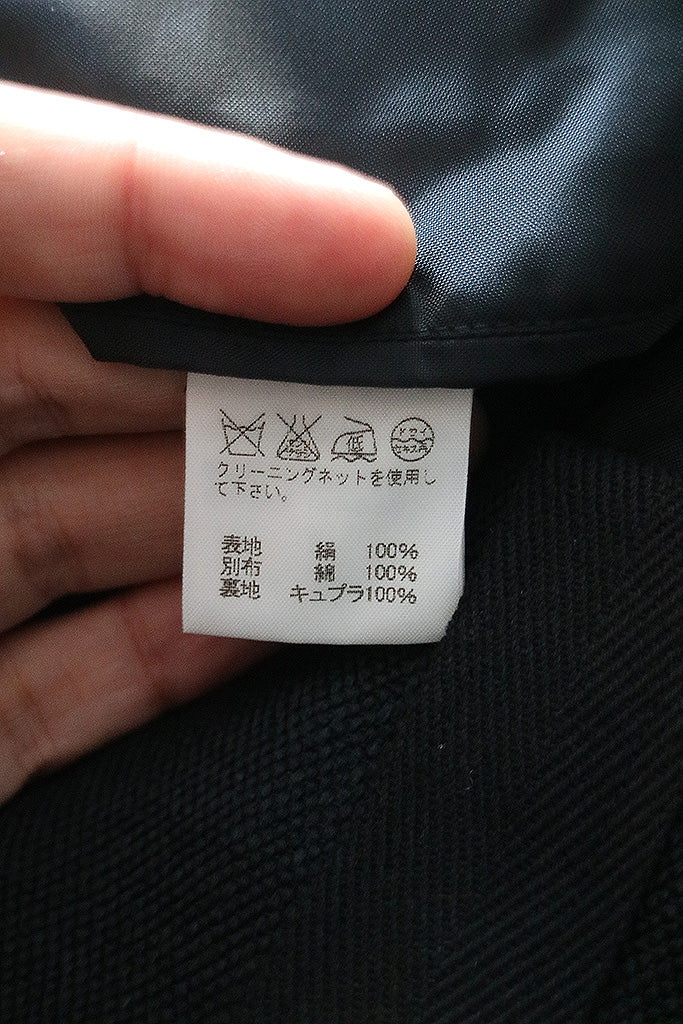 低 ドライ
セキユ系
クリーニングネットを使用し
て下さい。
表地 絹 100%
別布 綿 100%
裏地 キュプラ100%